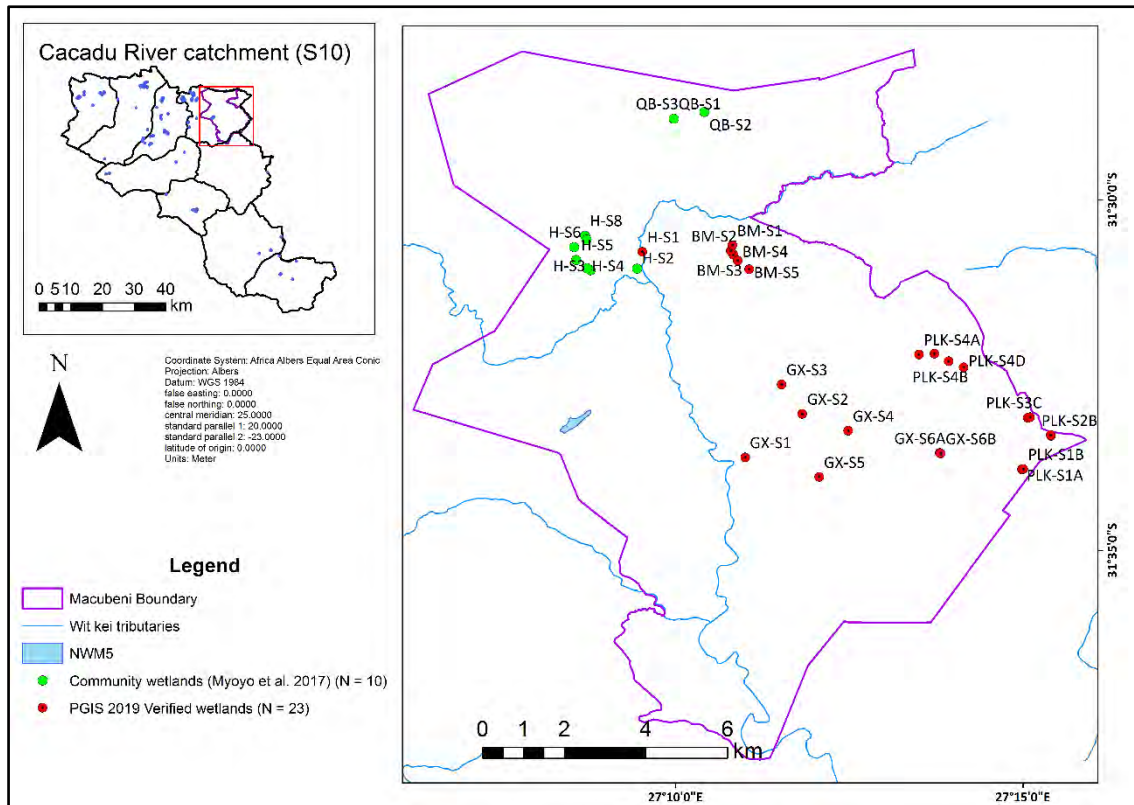 Cacadu River catchment (S10)
0 5 10 20 30 40
km
N
Coordinate System: Africa Albers Equal Area Conic
Projection: Albers
Datum: WGS 1984
false easting: 0.0000
false northing: 0.0000
central meridian: 25.0000
standard parallel 1: 20.0000
standard parallel 2: -23.0000
latitude of origin: 0.0000
Units: Meter
Legend
Macubeni Boundary
Wit kei tributaries
NWM5
Community wetlands (Myoyo et al. 2017) (N = 10)
PGIS 2019 Verified wetlands (N = 23)
QB-S3QB-S1
QB-S2
H-S8
H-S6
H-S5
H-S3
H-S4
H-S1
H-S2
BM-S2
BM-S1
BM-S4
BM-S3
BM-S5
PLK-S4A
PLK-S4D
PLK-S4B
GX-S3
GX-S2
GX-S4
PLK-S3C
PLK-S2B
GX-S1
GX-S6AGX-S6B
GX-S5
PLK-S1B
PLK-S1A
0 1 2 4 6
km
31°30'0"S
31°35'0"S
27°10'0"E
27°15'0"E